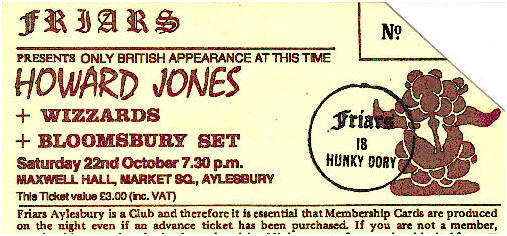 FRIARS
Nº
PRESENTS ONLY BRITISH APPEARANCE AT THIS TIME
HOWARD JONES
+ WIZZARDS
+ BLOOMSBURY SET
Friars
IS
HUNKY DORY
Saturday 22nd October 7.30 p.m.
MAXWELL HALL, MARKET SQ., AYLESBURY
This Ticket value £3.00 (inc. VAT)
Friars Aylesbury is a Club and therefore it is essential that Membership Cards are produced
on the night even if an advance ticket has been purchased. If you are not a member,